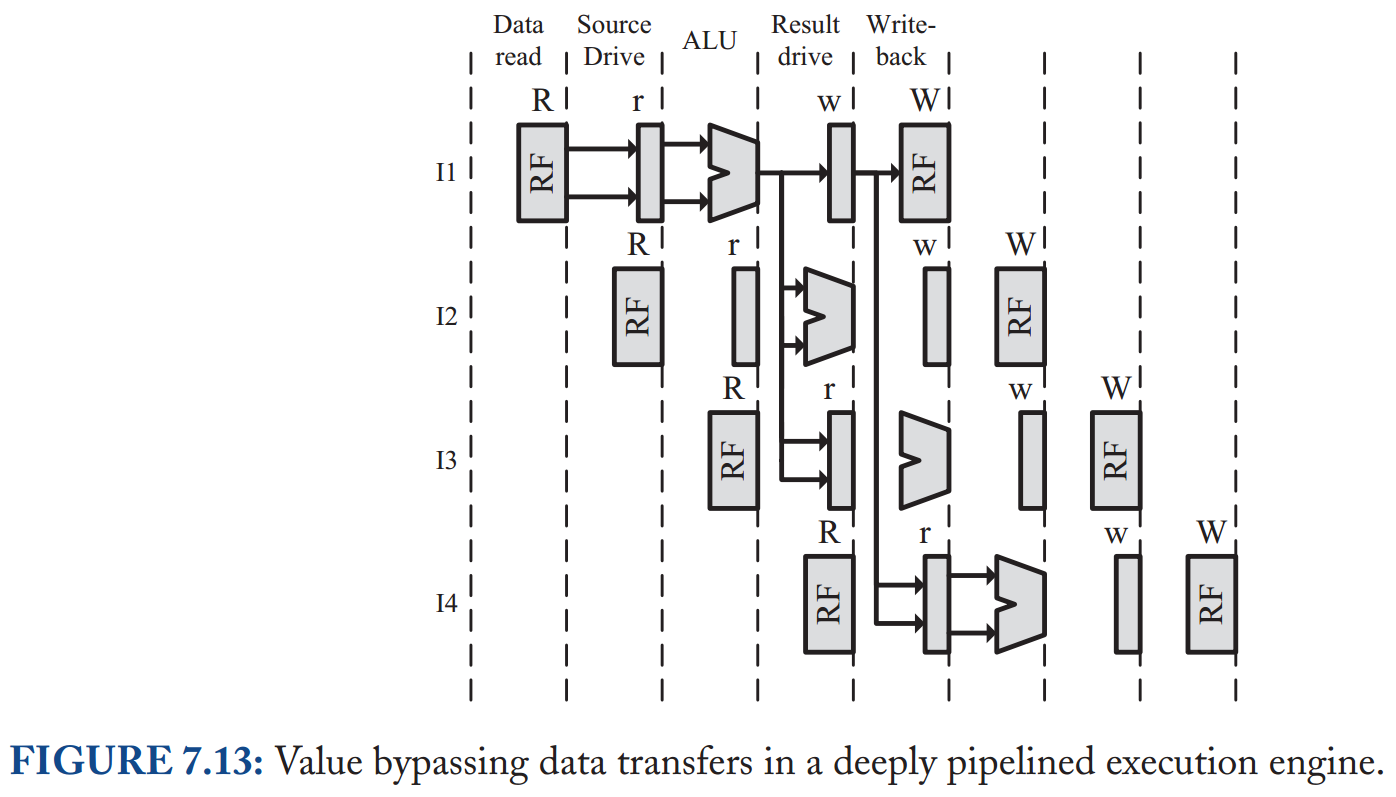 Data Source ALU Result Write-
read Drive drive back
R r w W
I1 RF RF
R r w W
I2 RF RF
R r w W
I3 RF RF
R r w W
I4 RF RF
FIGURE 7.13: Value bypassing data transfers in a deeply pipelined execution engine.